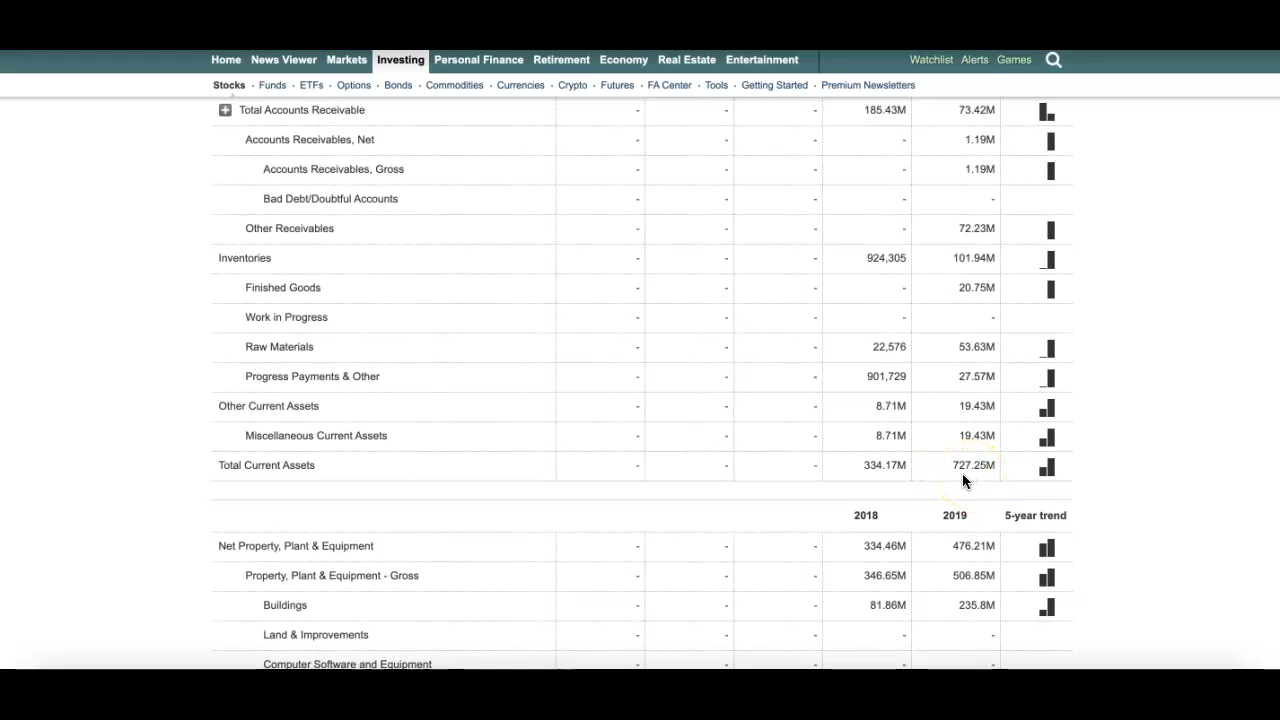 Home News Viewer Markets Investing Personal Finance Retirement Economy Real Estate Entertainment Watchlist Alerts Games
Stocks Funds ETFs Options Bonds Commodities Currencies Crypto Futures FA Center Tools Getting Started Premium Newsletters
Total Accounts Receivable - - - 185.43M 73.42M
Accounts Receivables, Net - - - - 1.19M
Accounts Receivables, Gross - - - - 1.19M
Bad Debt/Doubtful Accounts - - - - -
Other Receivables - - - - 72.23M
Inventories - - - 924,305 101.94M
Finished Goods - - - - 20.75M
Work in Progress - - - - -
Raw Materials - - - 22,576 53.63M
Progress Payments & Other - - - 901,729 27.57M
Other Current Assets - - - 8.71M 19.43M
Miscellaneous Current Assets - - - 8.71M 19.43M
Total Current Assets - - - 334.17M 727.25M
2018 2019 5-year trend
Net Property, Plant & Equipment - - - 334.46M 476.21M
Property, Plant & Equipment - Gross - - - 346.65M 506.85M
Buildings - - - 81.86M 235.8M
Land & Improvements - - - - -
Computer Software and Equipment - - - - -